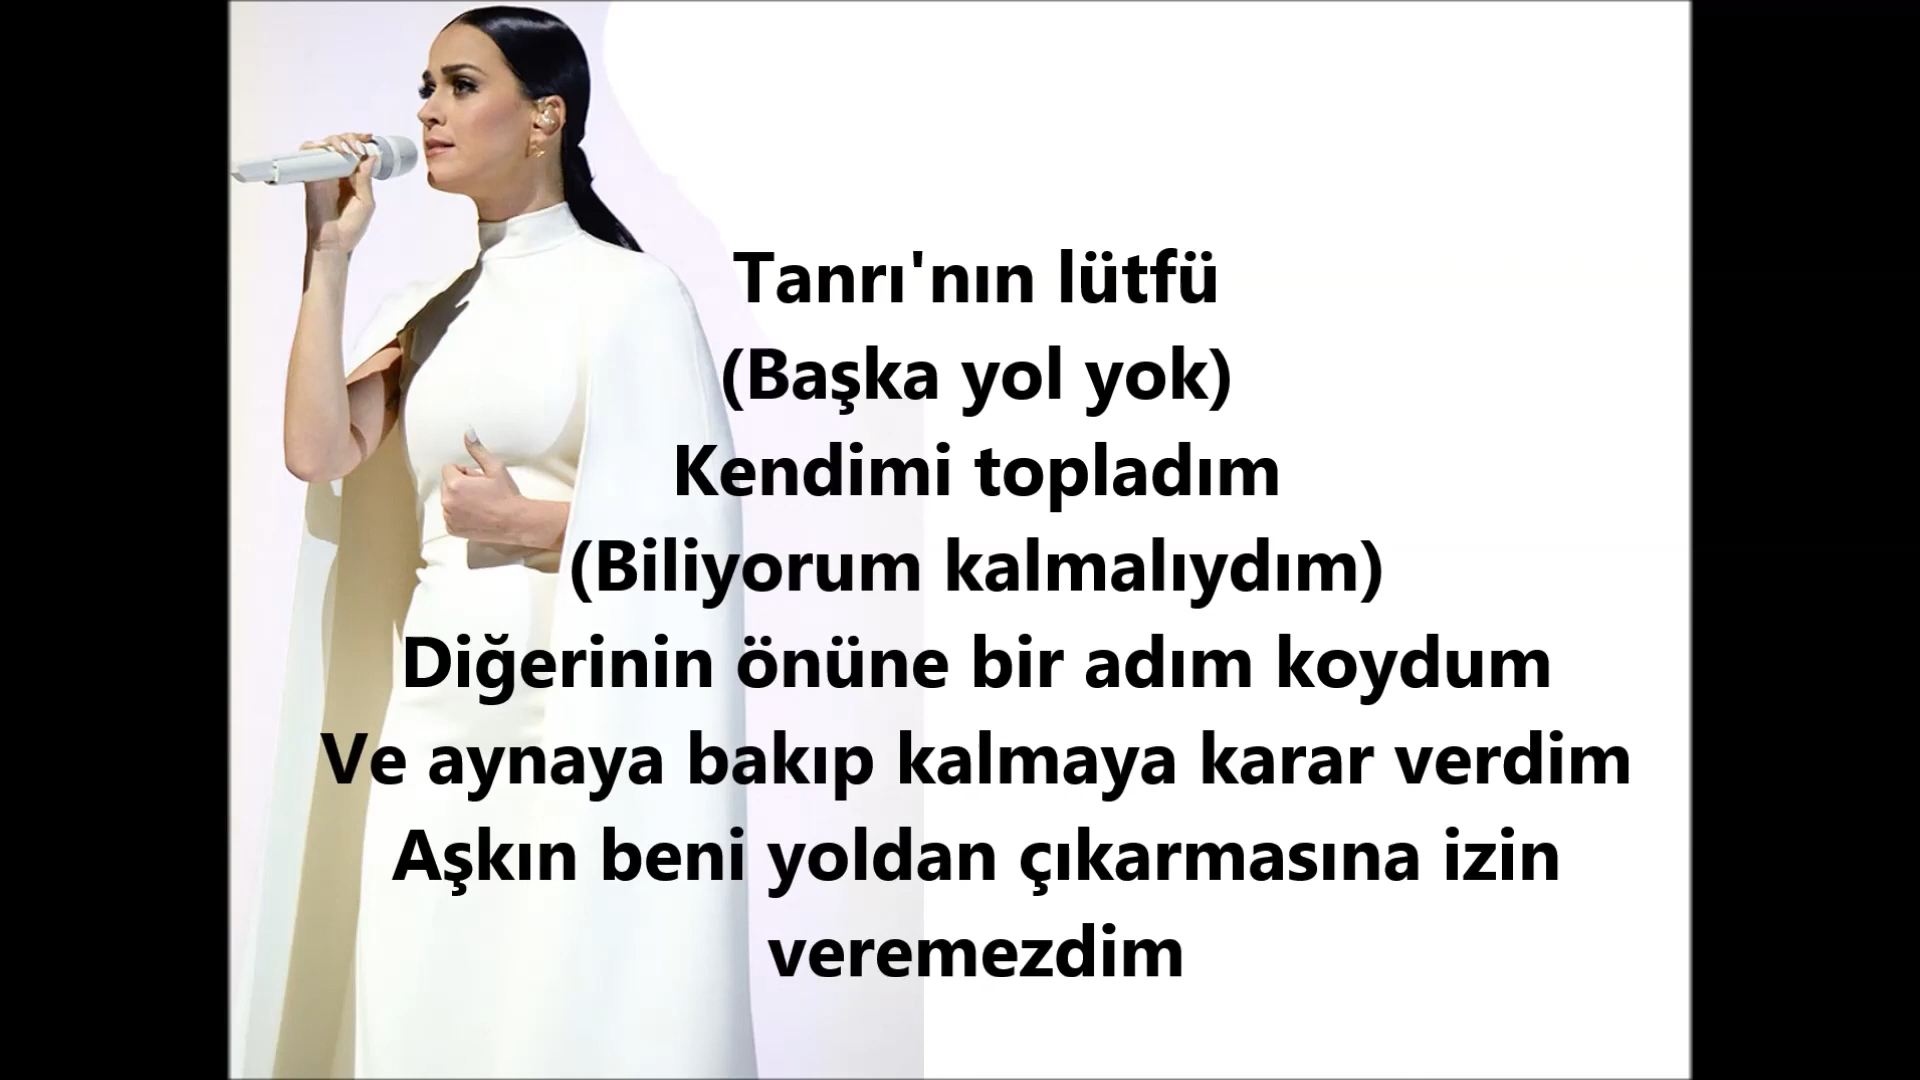 Tanrı'nın lütfü
(Başka yol yok)
Kendimi topladım
(Biliyorum kalmalıydım)
Diğerinin önüne bir adım koydum
Ve aynaya bakıp kalmaya karar verdim
Aşkın beni yoldan çıkarmasına izin
veremezdim